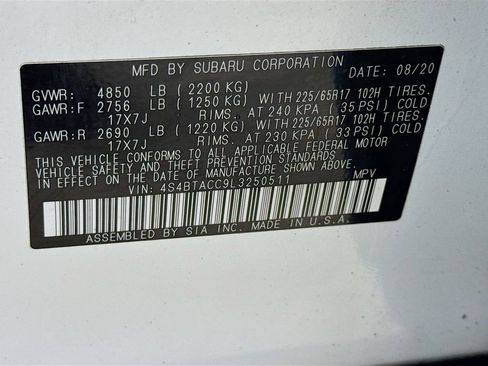 MFD BY SUBARU CORPORATION DATE: 08/20
GVWR: 4850 LB (2200 KG)
GAWR:F 2756 LB (1250 KG) WITH 225/65R17 102H TIRES.
17X7J RIMS. AT 240 KPA (35 PSI) COLD
GAWR:R 2690 LB (1220 KG) WITH 225/65R17 102H TIRES.
17X7J RIMS. AT 230 KPA (33 PSI) COLD
THIS VEHICLE CONFORMS TO ALL APPLICABLE FEDERAL MOTOR
VEHICLE SAFETY AND THEFT PREVENTION STANDARDS
IN EFFECT ON THE DATE OF MANUFACTURE SHOWN ABOVE.
VIN: 4S4BTACC9L3250511 MPV
ASSEMBLED BY SIA INC. MADE IN U.S.A.